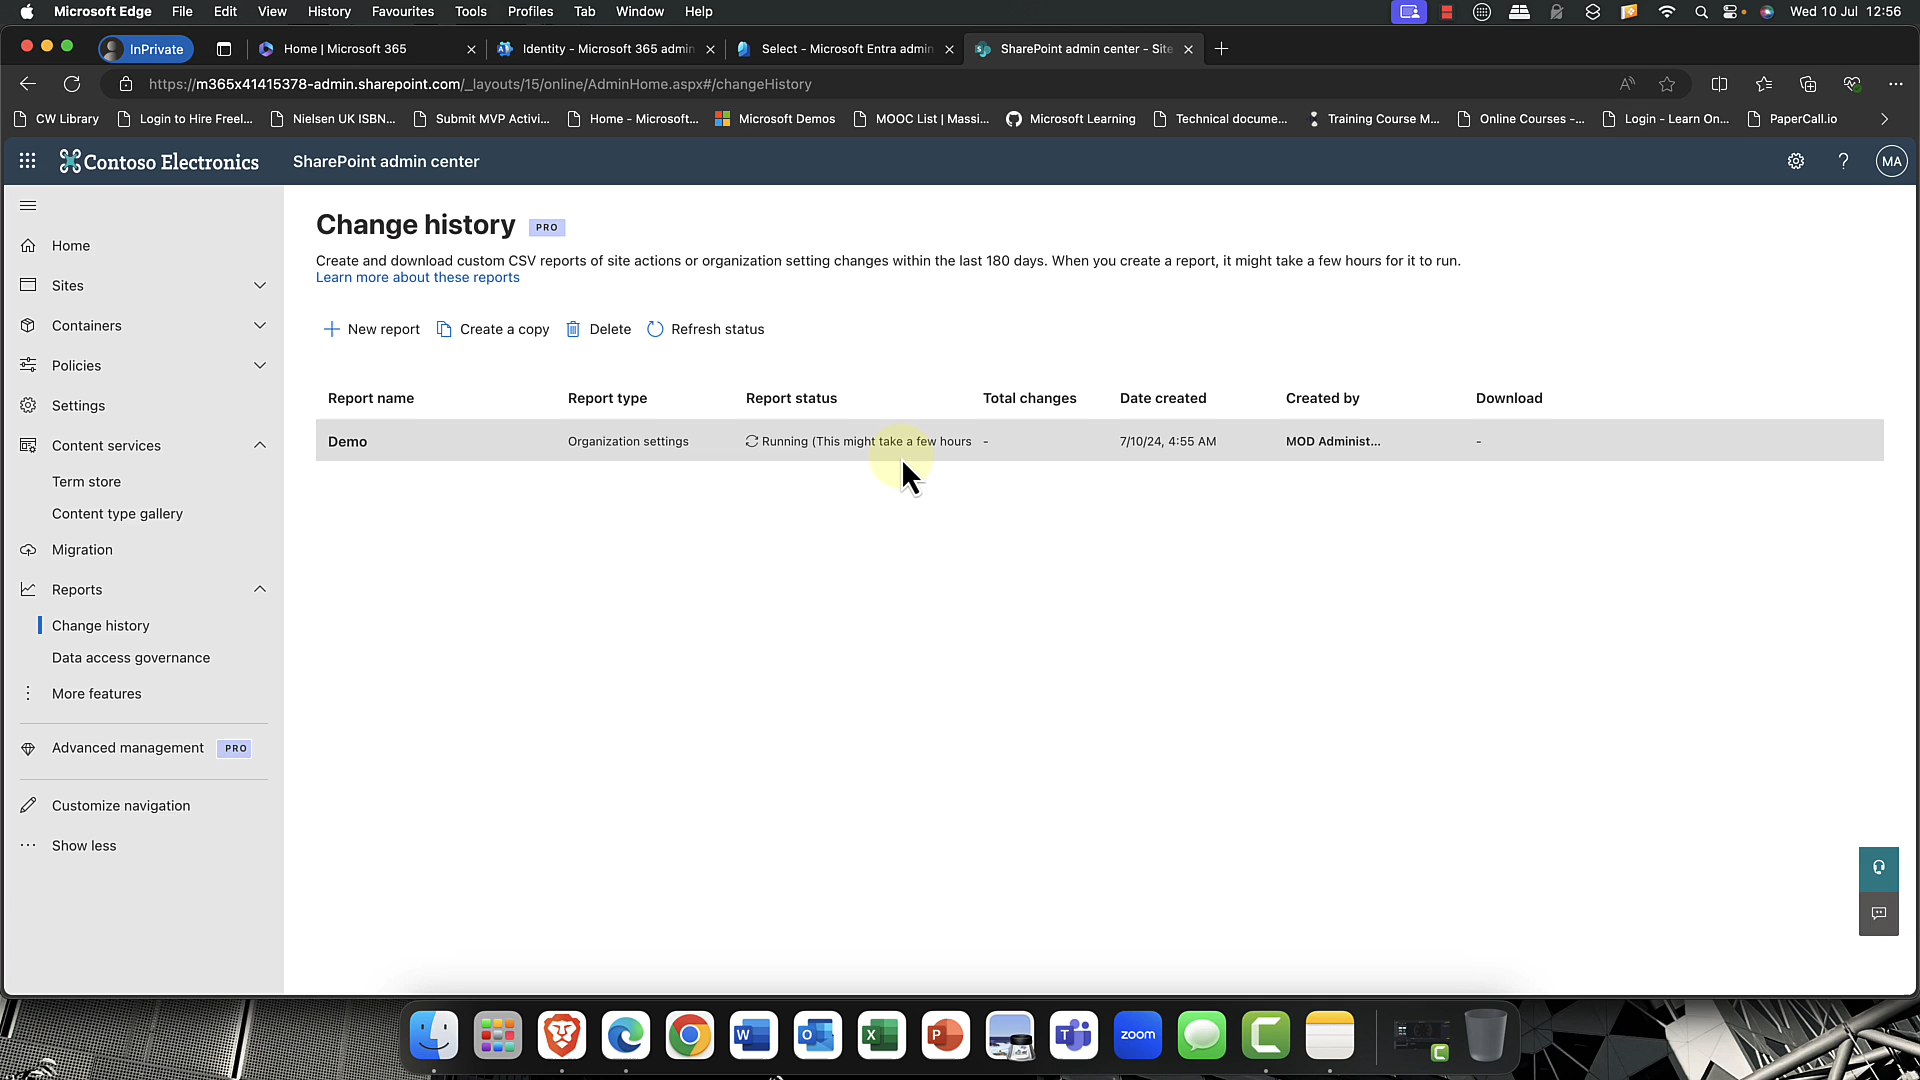 Microsoft Edge File Edit View History Favourites Tools Profiles Tab Window Help Wed 10 Jul 12:56
InPrivate Home | Microsoft 365 Identity - Microsoft 365 admin Select - Microsoft Entra admin SharePoint admin center - Site
https://m365x41415378-admin.sharepoint.com/_layouts/15/online/AdminHome.aspx#/changeHistory
CW Library Login to Hire Freel... Nielsen UK ISBN... Submit MVP Activi... Home - Microsoft... Microsoft Demos MOOC List | Massi... Microsoft Learning Technical docume... Training Course M... Online Courses -... Login - Learn On... PaperCall.io
Contoso Electronics SharePoint admin center ? MA
Home
Sites
Containers
Policies
Settings
Content services
Term store
Content type gallery
Migration
Reports
Change history
Data access governance
More features
Advanced management PRO
Customize navigation
Show less
Change history PRO
Create and download custom CSV reports of site actions or organization setting changes within the last 180 days. When you create a report, it might take a few hours for it to run.
Learn more about these reports
New report Create a copy Delete Refresh status
Report name Report type Report status Total changes Date created Created by Download
Demo Organization settings Running (This might take a few hours - 7/10/24, 4:55 AM MOD Administ... -
zoom